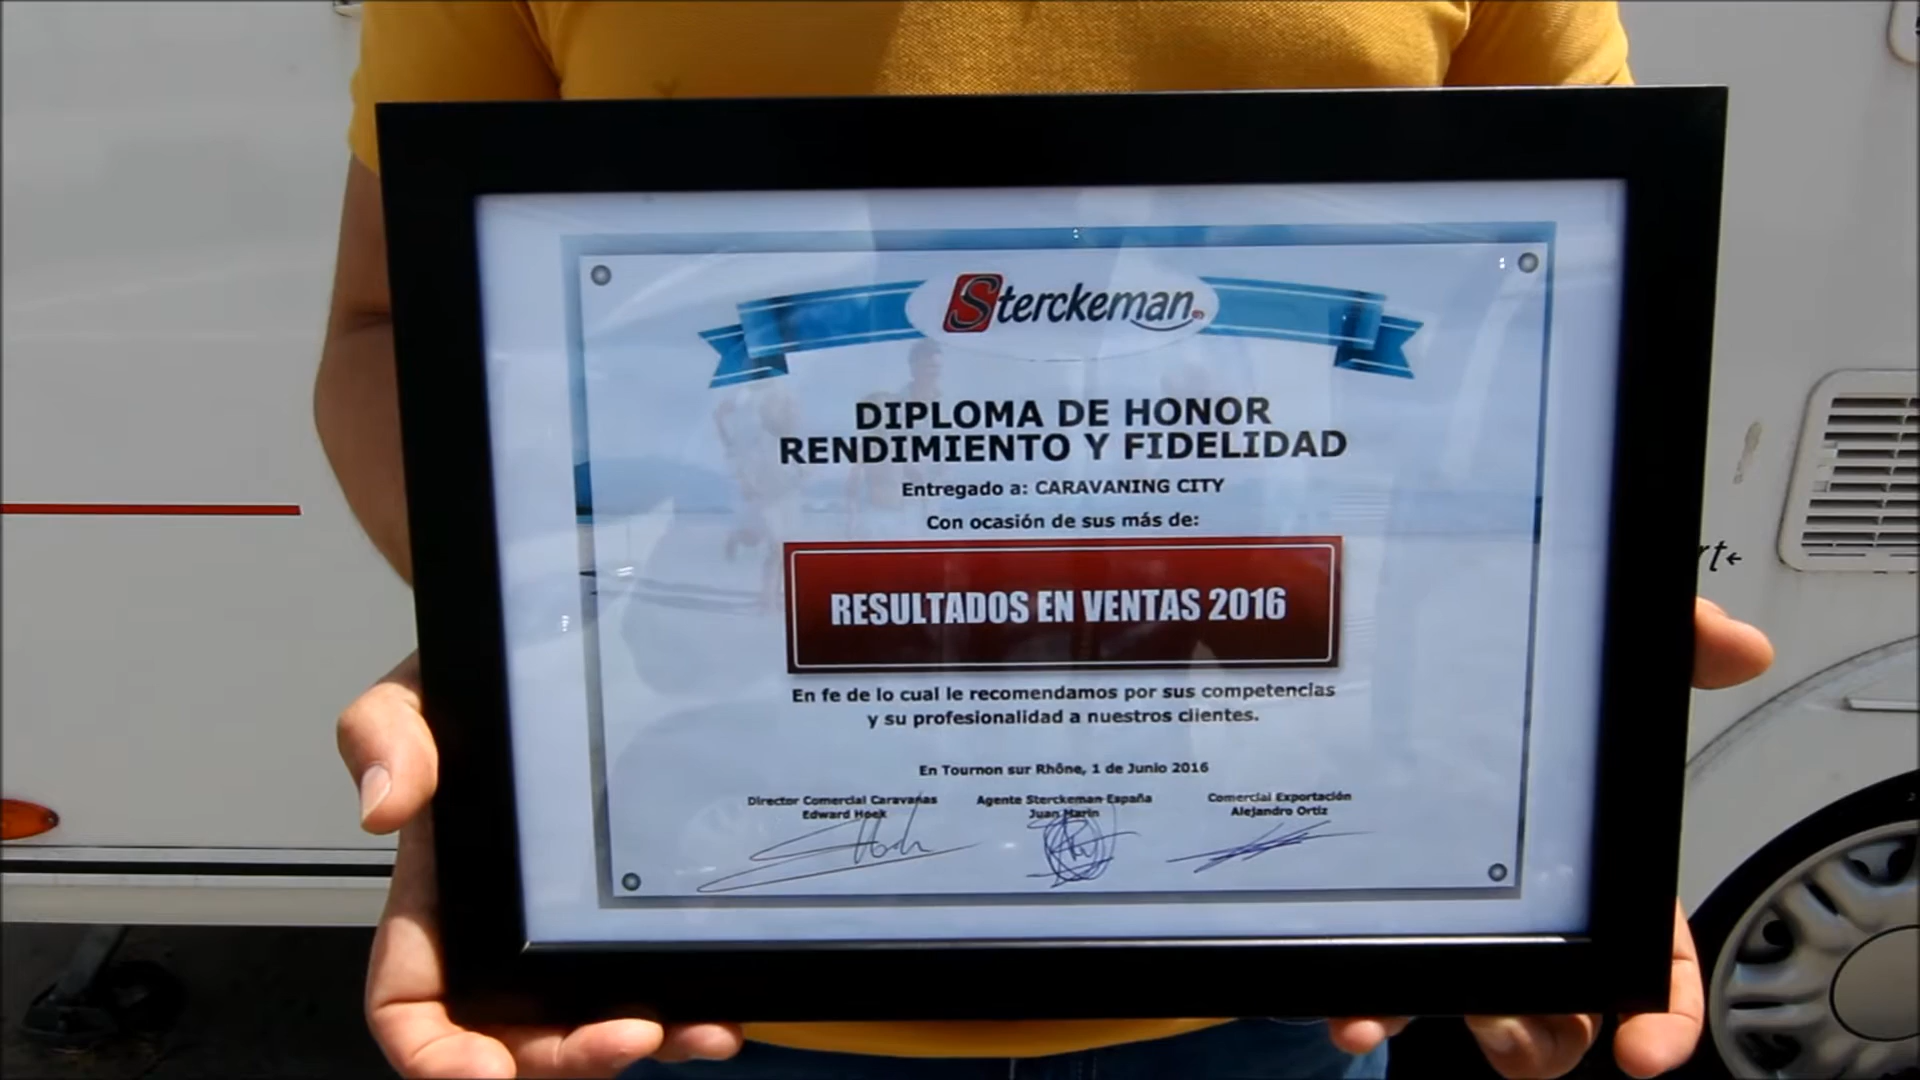 Sterckeman
DIPLOMA DE HONOR
RENDIMIENTO Y FIDELIDAD
Entregado a: CARAVANING CITY
Con ocasión de sus más de:
RESULTADOS EN VENTAS 2016
En fe de lo cual le recomendamos por sus competencias
y su profesionalidad a nuestros clientes.
En Tournon sur Rhône, 1 de Junio 2016
Director Comercial Caravanas
Edward Hoek
Agente Sterckeman España
Juan Marin
Comercial Exportación
Alejandro Ortiz